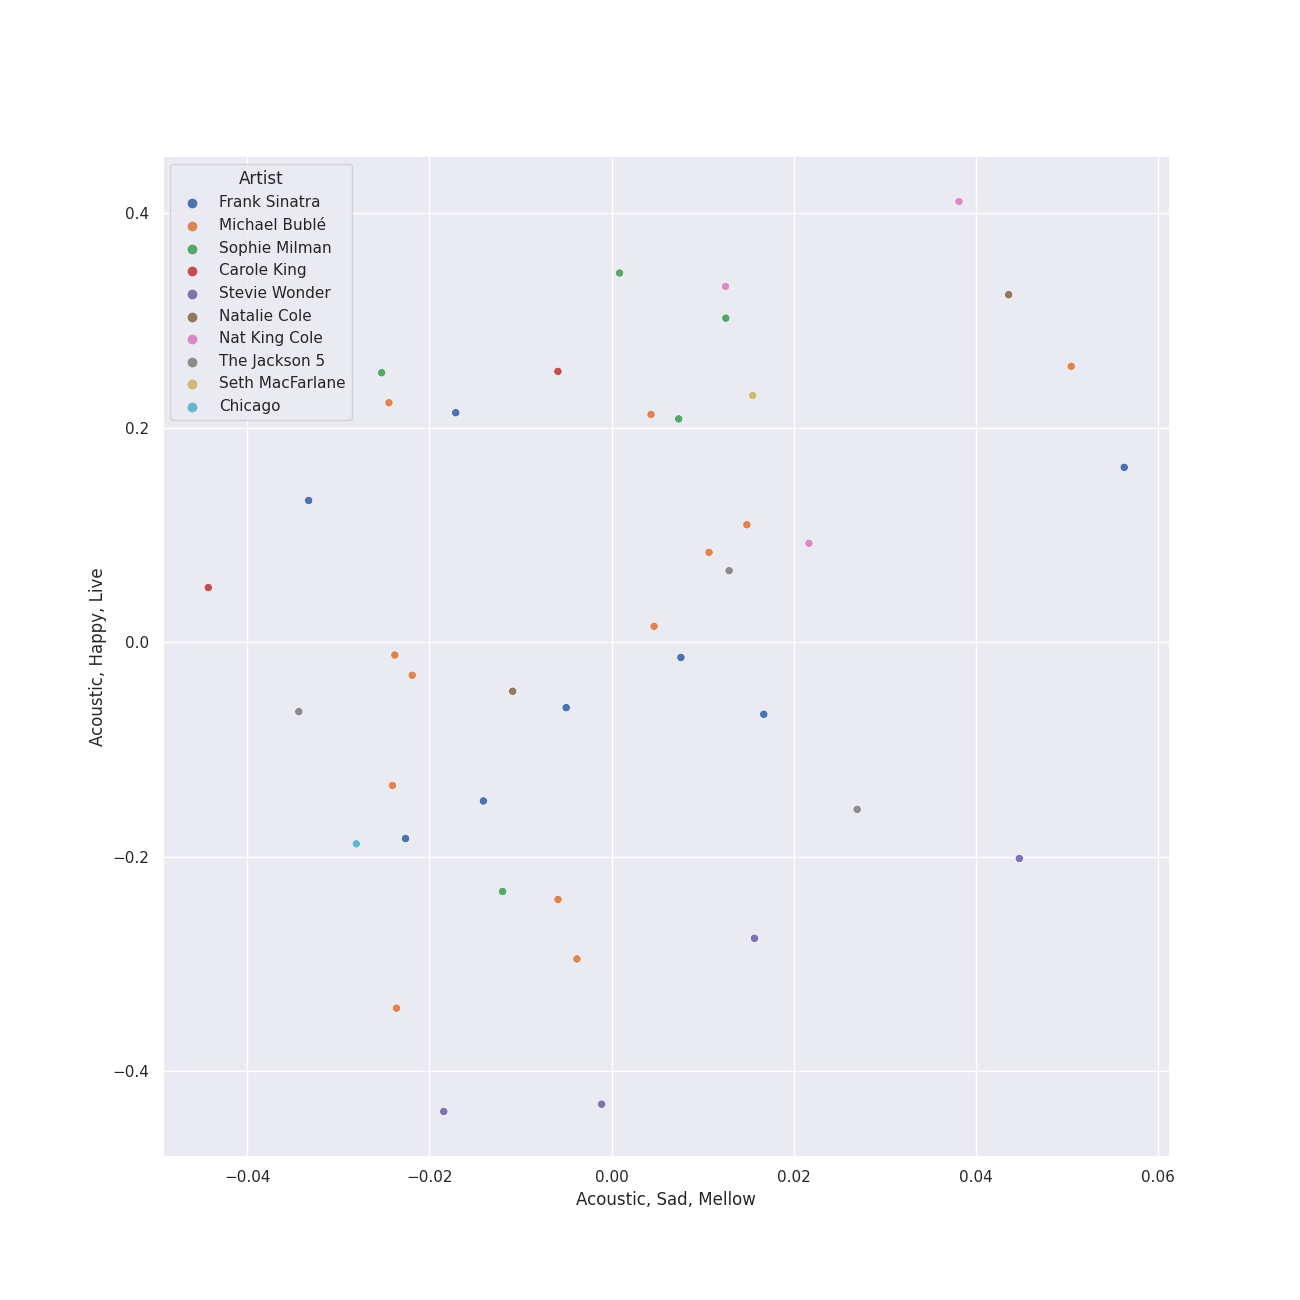 Artist
Frank Sinatra
Michael Bublé
Sophie Milman
Carole King
Stevie Wonder
Natalie Cole
Nat King Cole
The Jackson 5
Seth MacFarlane
Chicago
0.4
0.2
0.0
−0.2
−0.4
Acoustic, Happy, Live
−0.04 −0.02 0.00 0.02 0.04 0.06
Acoustic, Sad, Mellow